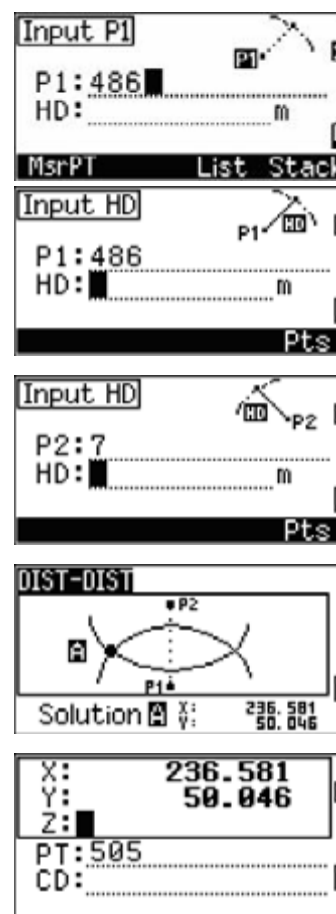 Input P1
P1
P1:486
HD: m
MsrPT List Stack
Input HD
P1 HD
P1:486
HD: m
Pts
Input HD
HD P2
P2:7
HD: m
Pts
DIST-DIST
P2
A
P1
Solution A X: 236.581
Y: 50.046
X: 236.581
Y: 50.046
Z:
PT:505
CD: